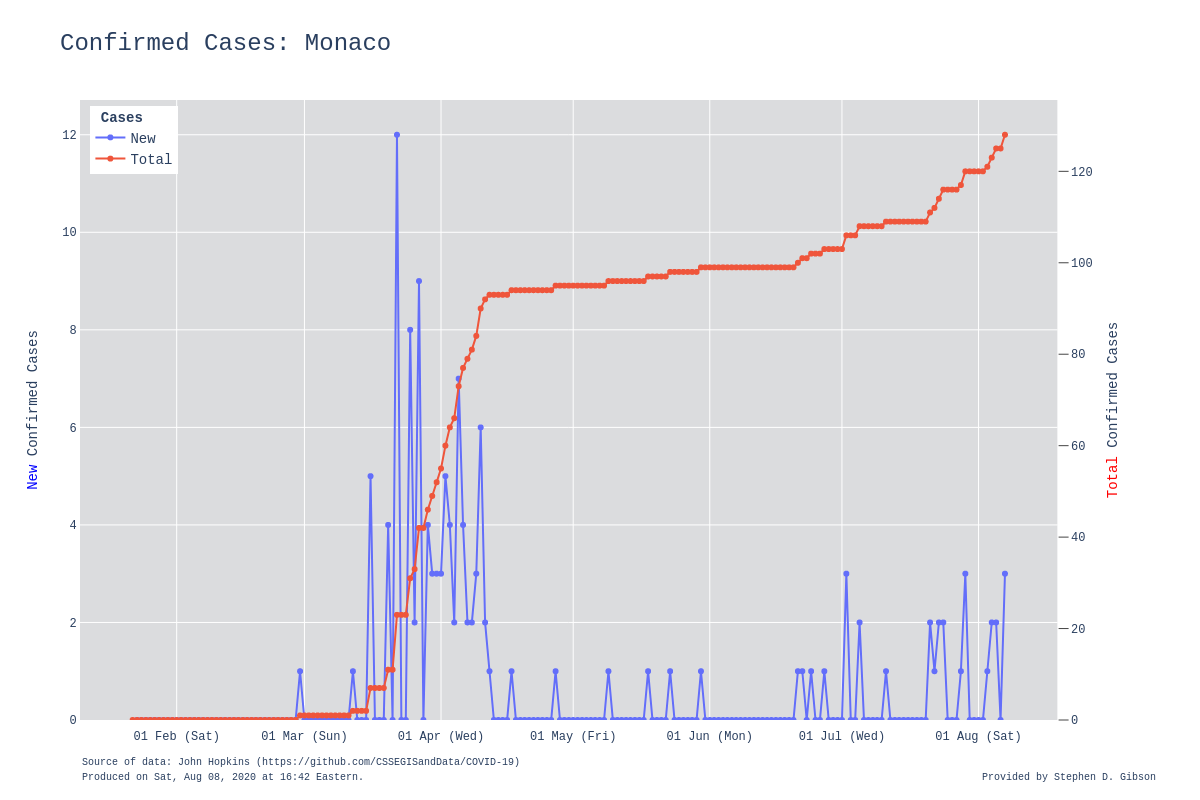 Confirmed Cases: Monaco
Cases
New
Total
12
10
8
6
4
2
0
New Confirmed Cases
120
100
80
60
40
20
0
Total Confirmed Cases
01 Feb (Sat) 01 Mar (Sun) 01 Apr (Wed) 01 May (Fri) 01 Jun (Mon) 01 Jul (Wed) 01 Aug (Sat)
Source of data: John Hopkins (https://github.com/CSSEGISandData/COVID-19)
Produced on Sat, Aug 08, 2020 at 16:42 Eastern.
Provided by Stephen D. Gibson